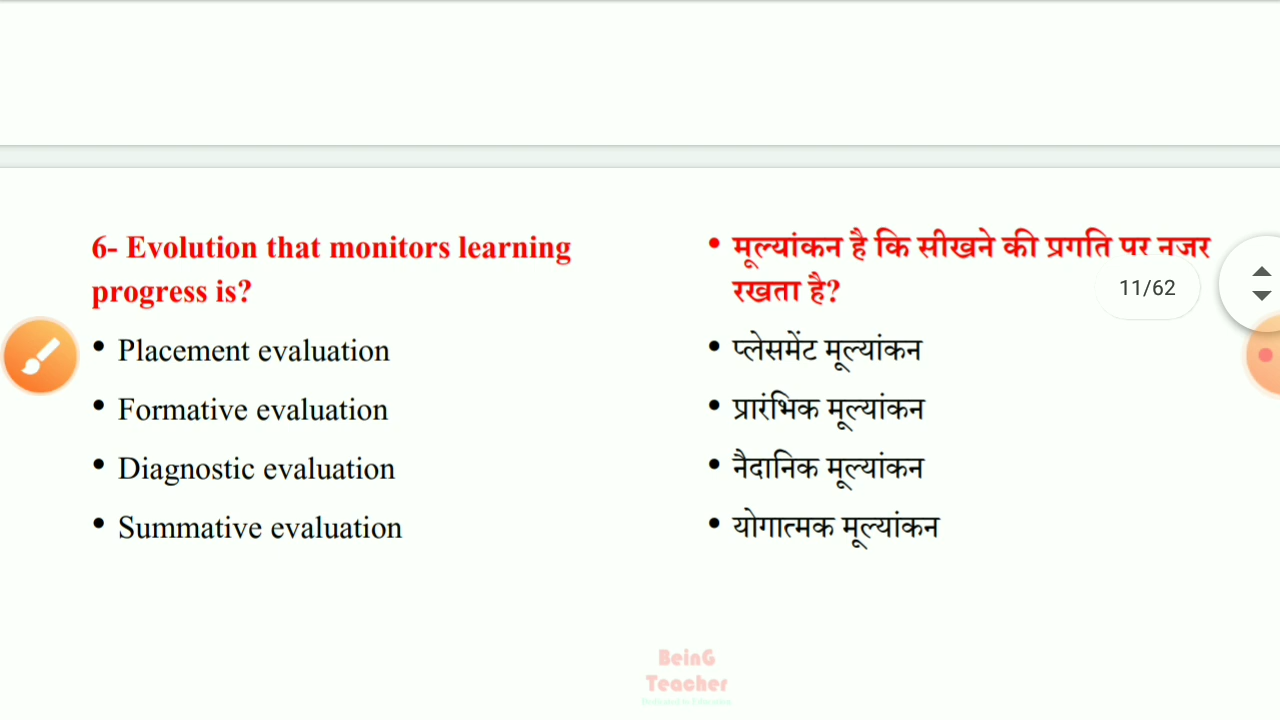 6- Evolution that monitors learning
progress is?
• Placement evaluation
• Formative evaluation
• Diagnostic evaluation
• Summative evaluation
• मूल्यांकन है कि सीखने की प्रगति पर नजर
रखता है?
• प्लेसमेंट मूल्यांकन
• प्रारंभिक मूल्यांकन
• नैदानिक मूल्यांकन
• योगात्मक मूल्यांकन
11/62
BeinG
Teacher